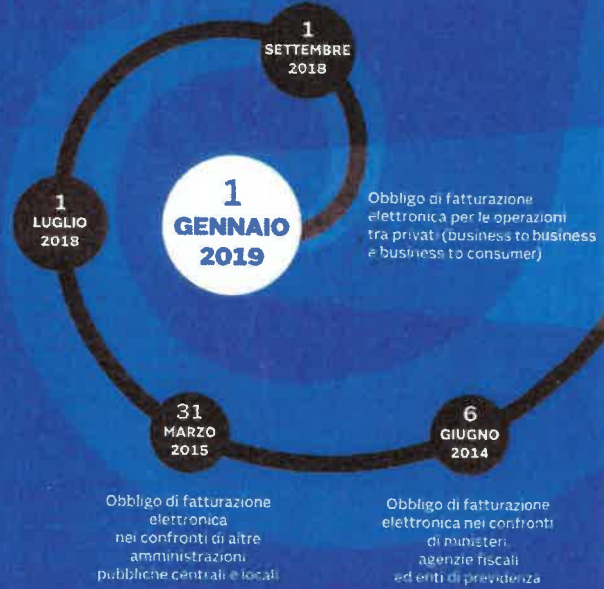 1
SETTEMBRE
2018
1
GENNAIO
2019
Obbligo di fatturazione
elettronica per le operazioni
tra privati (business to business
e business to consumer)
1
LUGLIO
2018
31
MARZO
2015
Obbligo di fatturazione
elettronica
nei confronti di altre
amministrazioni
pubbliche centrali e locali
6
GIUGNO
2014
Obbligo di fatturazione
elettronica nei confronti
di ministeri
agenzie fiscali
ed enti di previdenza